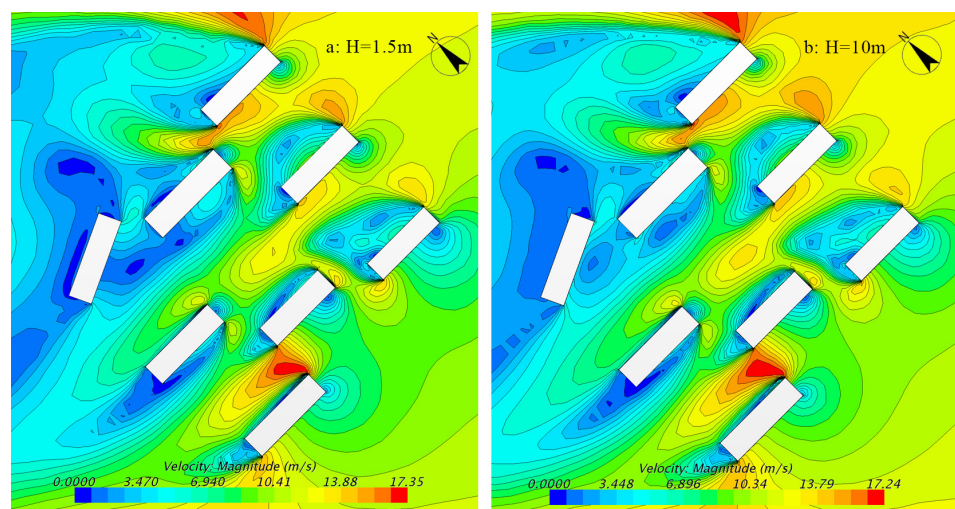 a: H=1.5m
N
Velocity: Magnitude (m/s)
0.0000 3.470 6.940 10.41 13.88 17.35
b: H=10m
N
Velocity: Magnitude (m/s)
0.0000 3.448 6.896 10.34 13.79 17.24